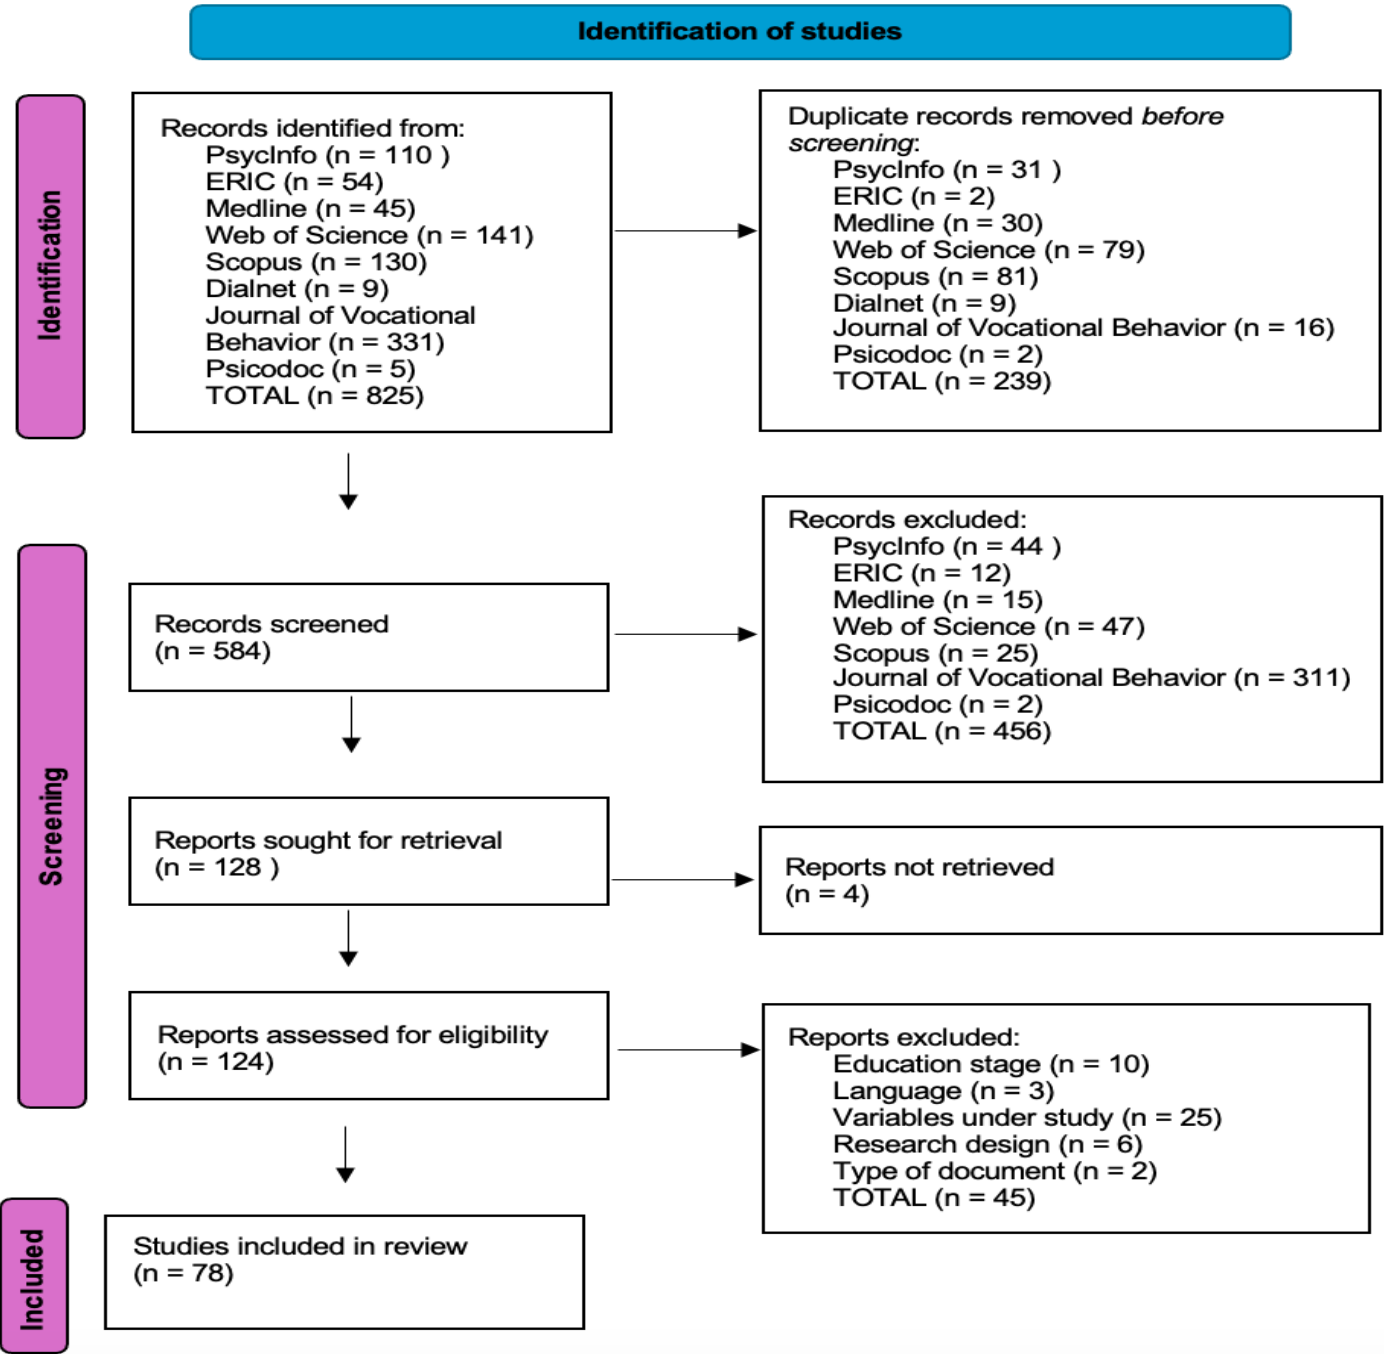 Identification of studies
Identification
Records identified from:
PsycInfo (n = 110 )
ERIC (n = 54)
Medline (n = 45)
Web of Science (n = 141)
Scopus (n = 130)
Dialnet (n = 9)
Journal of Vocational
Behavior (n = 331)
Psicodoc (n = 5)
TOTAL (n = 825)
Duplicate records removed before
screening:
PsycInfo (n = 31 )
ERIC (n = 2)
Medline (n = 30)
Web of Science (n = 79)
Scopus (n = 81)
Dialnet (n = 9)
Journal of Vocational Behavior (n = 16)
Psicodoc (n = 2)
TOTAL (n = 239)
Screening
Records screened
(n = 584)
Records excluded:
PsycInfo (n = 44 )
ERIC (n = 12)
Medline (n = 15)
Web of Science (n = 47)
Scopus (n = 25)
Journal of Vocational Behavior (n = 311)
Psicodoc (n = 2)
TOTAL (n = 456)
Reports sought for retrieval
(n = 128 )
Reports not retrieved
(n = 4)
Reports assessed for eligibility
(n = 124)
Reports excluded:
Education stage (n = 10)
Language (n = 3)
Variables under study (n = 25)
Research design (n = 6)
Type of document (n = 2)
TOTAL (n = 45)
Included
Studies included in review
(n = 78)